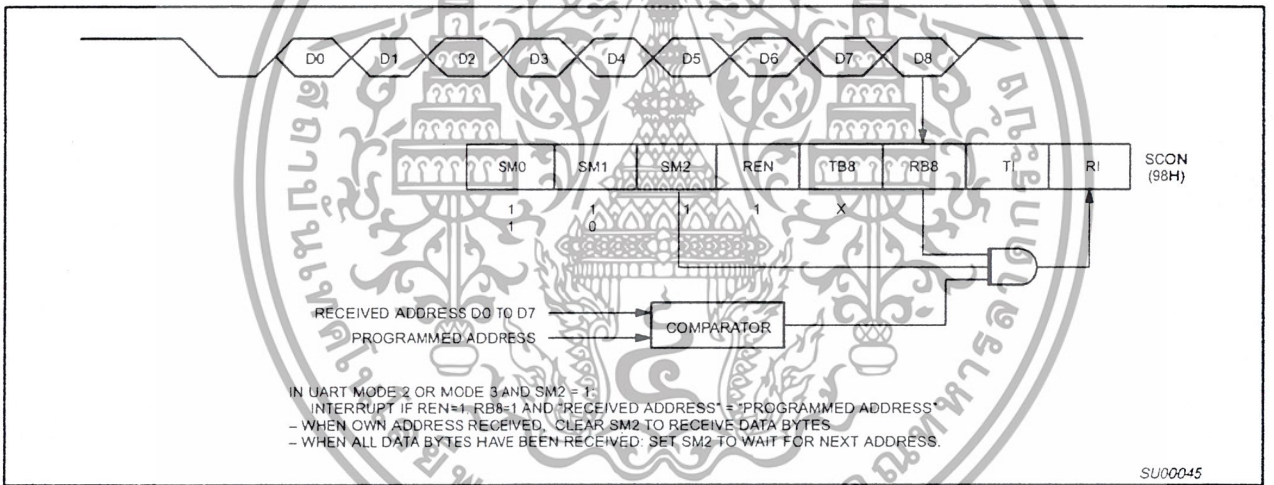 D0 D1 D2 D3 D4 D5 D6 D7 D8
SM0 SM1 SM2 REN TB8 RB8 TI RI
SCON
(98H)
1 1 1 1 X
1 0
RECEIVED ADDRESS D0 TO D7
PROGRAMMED ADDRESS
COMPARATOR
IN UART MODE 2 OR MODE 3 AND SM2 = 1:
INTERRUPT IF REN=1, RB8=1 AND "RECEIVED ADDRESS" = "PROGRAMMED ADDRESS"
– WHEN OWN ADDRESS RECEIVED, CLEAR SM2 TO RECEIVE DATA BYTES
– WHEN ALL DATA BYTES HAVE BEEN RECEIVED: SET SM2 TO WAIT FOR NEXT ADDRESS.
SU00045